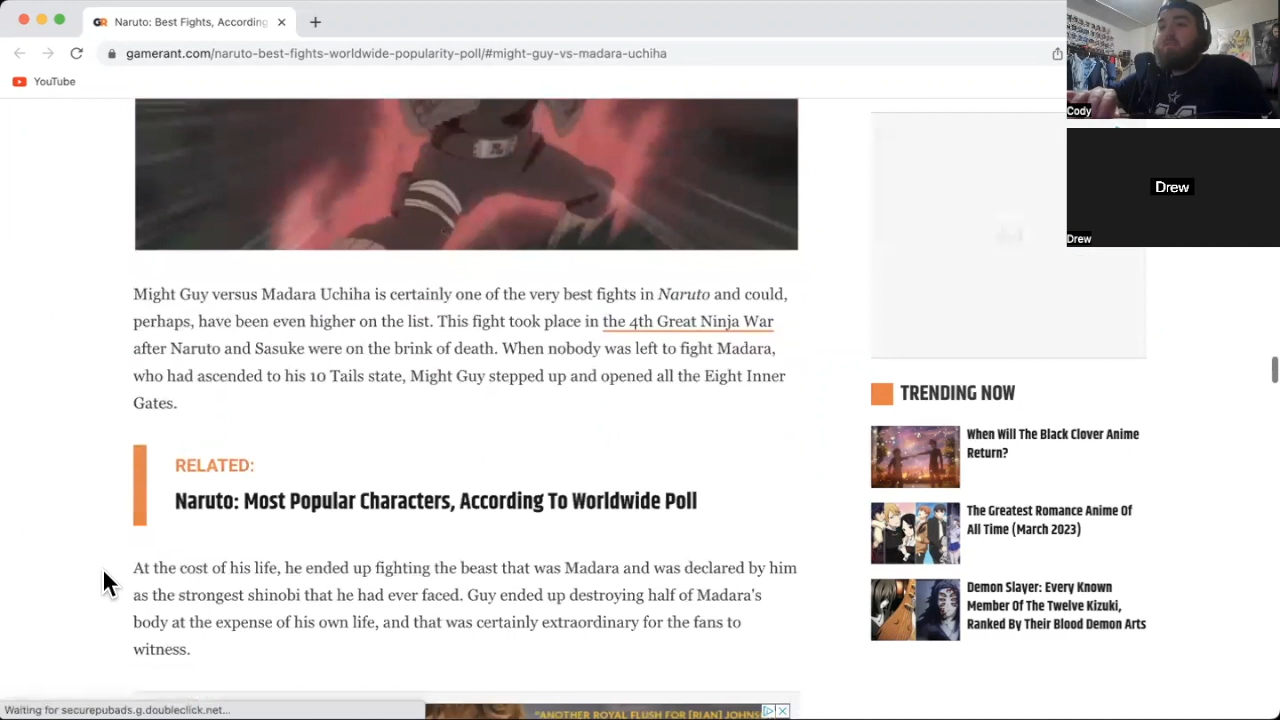 Naruto: Best Fights, According
gamerant.com/naruto-best-fights-worldwide-popularity-poll/#might-guy-vs-madara-uchiha
YouTube
Cody
Drew
Drew
Might Guy versus Madara Uchiha is certainly one of the very best fights in Naruto and could,
perhaps, have been even higher on the list. This fight took place in the 4th Great Ninja War
after Naruto and Sasuke were on the brink of death. When nobody was left to fight Madara,
who had ascended to his 10 Tails state, Might Guy stepped up and opened all the Eight Inner
Gates.
RELATED:
Naruto: Most Popular Characters, According To Worldwide Poll
At the cost of his life, he ended up fighting the beast that was Madara and was declared by him
as the strongest shinobi that he had ever faced. Guy ended up destroying half of Madara's
body at the expense of his own life, and that was certainly extraordinary for the fans to
witness.
TRENDING NOW
When Will The Black Clover Anime
Return?
The Greatest Romance Anime Of
All Time (March 2023)
Demon Slayer: Every Known
Member Of The Twelve Kizuki,
Ranked By Their Blood Demon Arts
Waiting for securepubads.g.doubleclick.net...
"ANOTHER ROYAL FLUSH FOR [RIAN] JOHNS